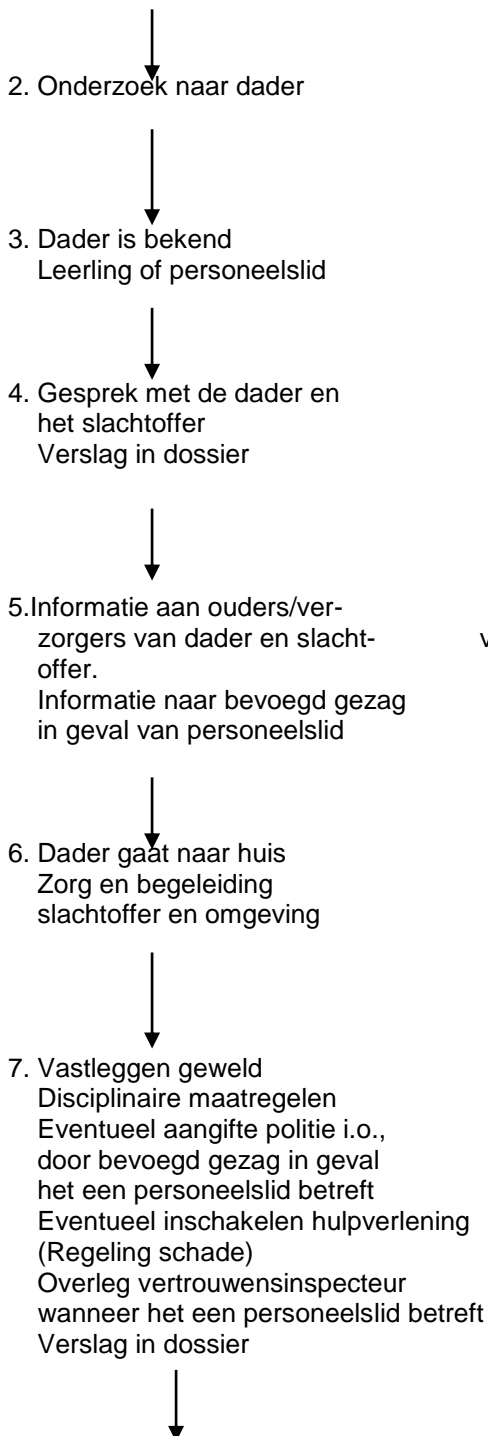 2. Onderzoek naar dader
3. Dader is bekend
Leerling of personeelslid
4. Gesprek met de dader en
het slachtoffer
Verslag in dossier
5.Informatie aan ouders/ver-
zorgers van dader en slacht- v
offer.
Informatie naar bevoegd gezag
in geval van personeelslid
6. Dader gaat naar huis
Zorg en begeleiding
slachtoffer en omgeving
7. Vastleggen geweld
Disciplinaire maatregelen
Eventueel aangifte politie i.o.,
door bevoegd gezag in geval
het een personeelslid betreft
Eventueel inschakelen hulpverlening
(Regeling schade)
Overleg vertrouwensinspecteur
wanneer het een personeelslid betreft
Verslag in dossier